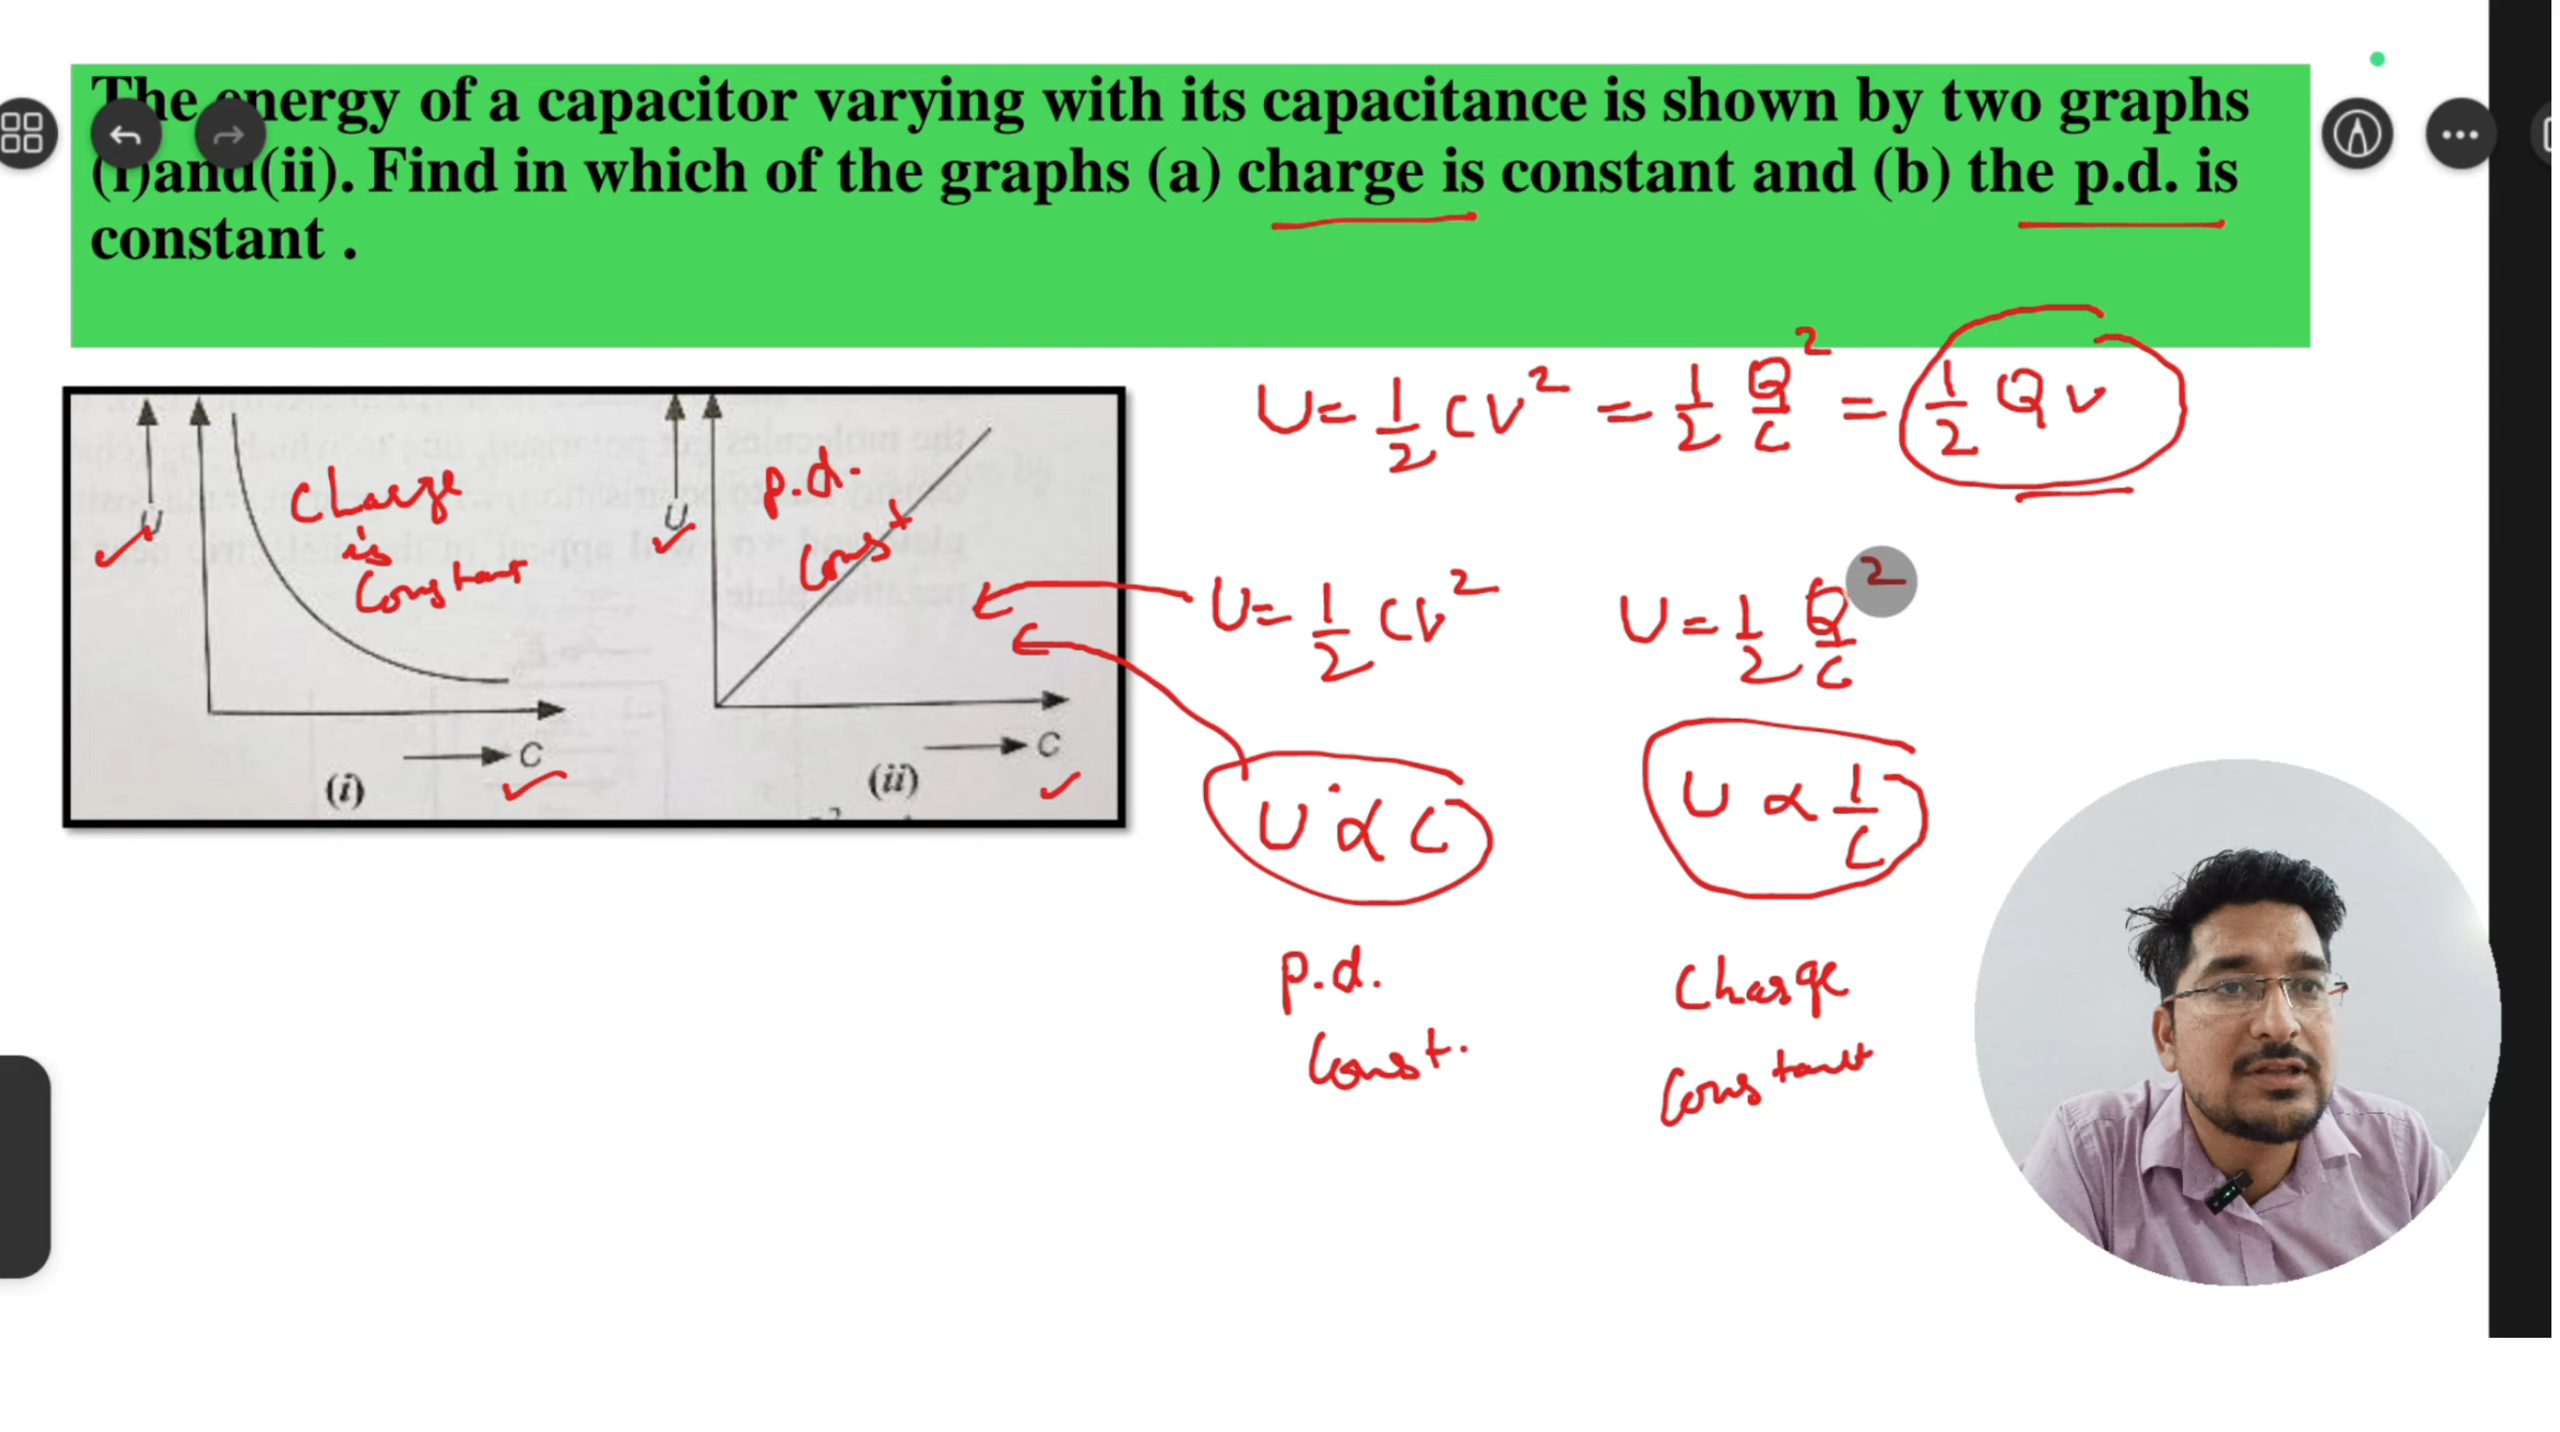 The energy of a capacitor varying with its capacitance is shown by two graphs
(i)and(ii). Find in which of the graphs (a) charge is constant and (b) the p.d. is
constant .
U = 1/2 CV² = 1/2 Q²/C = 1/2 QV
U
Charge
is
Constant
C
(i)
U
p.d.
Const
C
(ii)
U = 1/2 CV²
U = 1/2 Q²/C
U ∝ C
U ∝ 1/C
p.d.
Const.
Charge
Constant